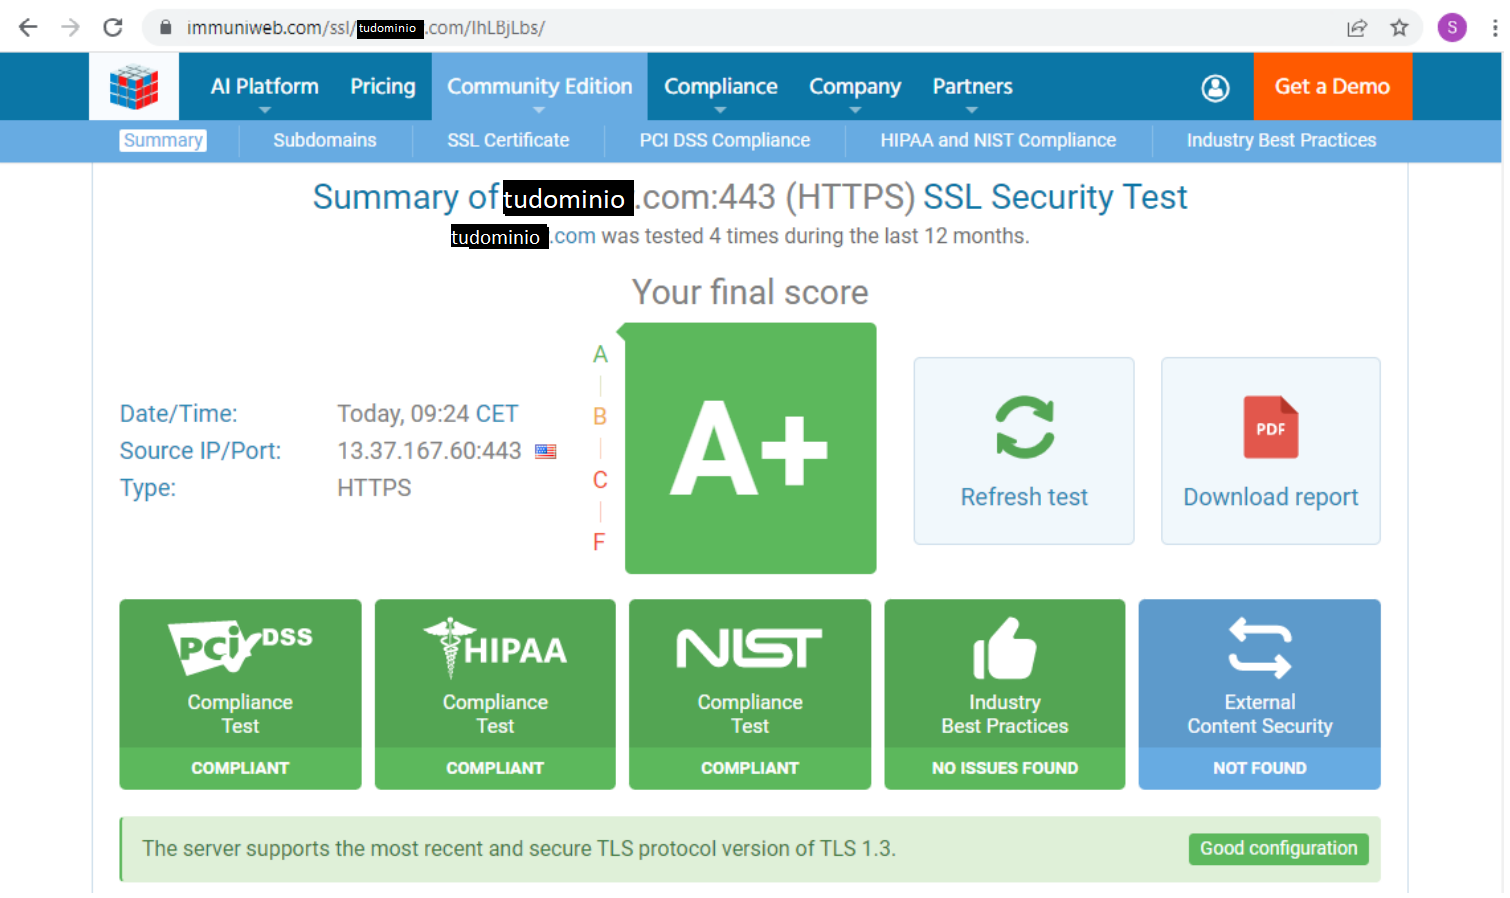 immuniweb.com/ssl/tudominio.com/IhLBjLbs/
S
AI Platform Pricing Community Edition Compliance Company Partners Get a Demo
Summary Subdomains SSL Certificate PCI DSS Compliance HIPAA and NIST Compliance Industry Best Practices
Summary of tudominio.com:443 (HTTPS) SSL Security Test
tudominio.com was tested 4 times during the last 12 months.
Your final score
Date/Time: Today, 09:24 CET
Source IP/Port: 13.37.167.60:443
Type: HTTPS
A
B
C
F
A+
Refresh test
PDF
Download report
PCI DSS
Compliance
Test
COMPLIANT
HIPAA
Compliance
Test
COMPLIANT
NIST
Compliance
Test
COMPLIANT
Industry
Best Practices
NO ISSUES FOUND
External
Content Security
NOT FOUND
The server supports the most recent and secure TLS protocol version of TLS 1.3. Good configuration